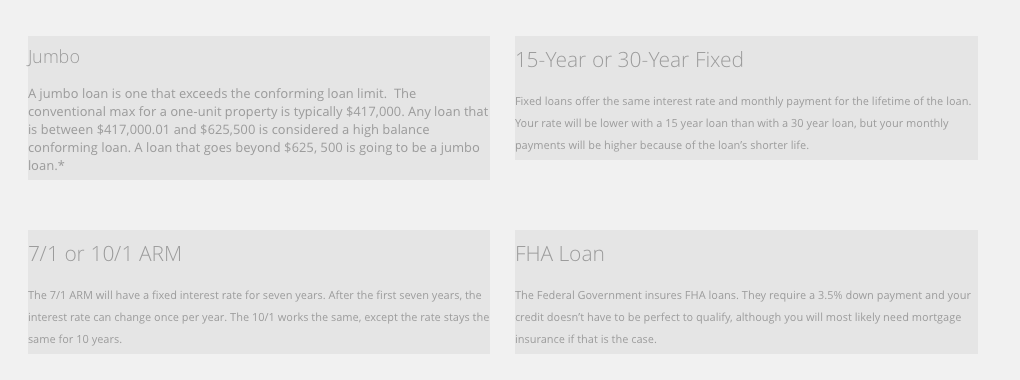 Jumbo
A jumbo loan is one that exceeds the conforming loan limit.  The
conventional max for a one-unit property is typically $417,000. Any loan that
is between $417,000.01 and $625,500 is considered a high balance
conforming loan. A loan that goes beyond $625, 500 is going to be a jumbo
loan.*
15-Year or 30-Year Fixed
Fixed loans offer the same interest rate and monthly payment for the lifetime of the loan.
Your rate will be lower with a 15 year loan than with a 30 year loan, but your monthly
payments will be higher because of the loan’s shorter life.
7/1 or 10/1 ARM
The 7/1 ARM will have a fixed interest rate for seven years. After the first seven years, the
interest rate can change once per year. The 10/1 works the same, except the rate stays the
same for 10 years.
FHA Loan
The Federal Government insures FHA loans. They require a 3.5% down payment and your
credit doesn’t have to be perfect to qualify, although you will most likely need mortgage
insurance if that is the case.